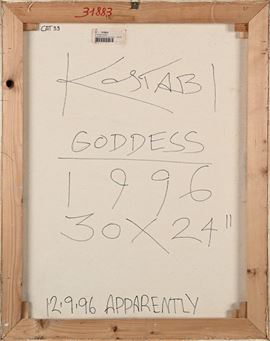 31883
CAT 33
KOSTABI
GODDESS
1996
30X24"
12.9.96 APPARENTLY